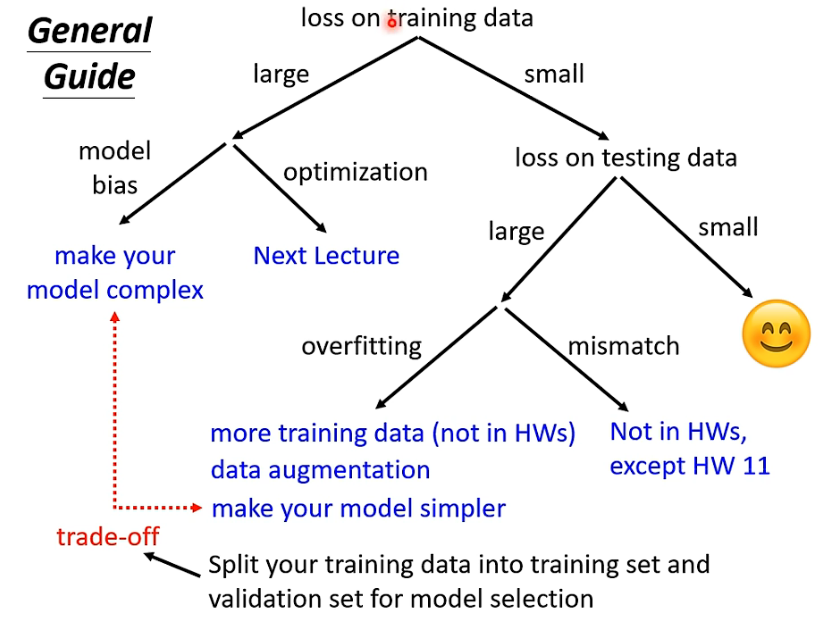 General
Guide
loss on training data
large
small
model
bias
optimization
loss on testing data
make your
model complex
Next Lecture
large
small
overfitting
mismatch
more training data (not in HWs)
data augmentation
make your model simpler
Not in HWs,
except HW 11
trade-off
Split your training data into training set and
validation set for model selection